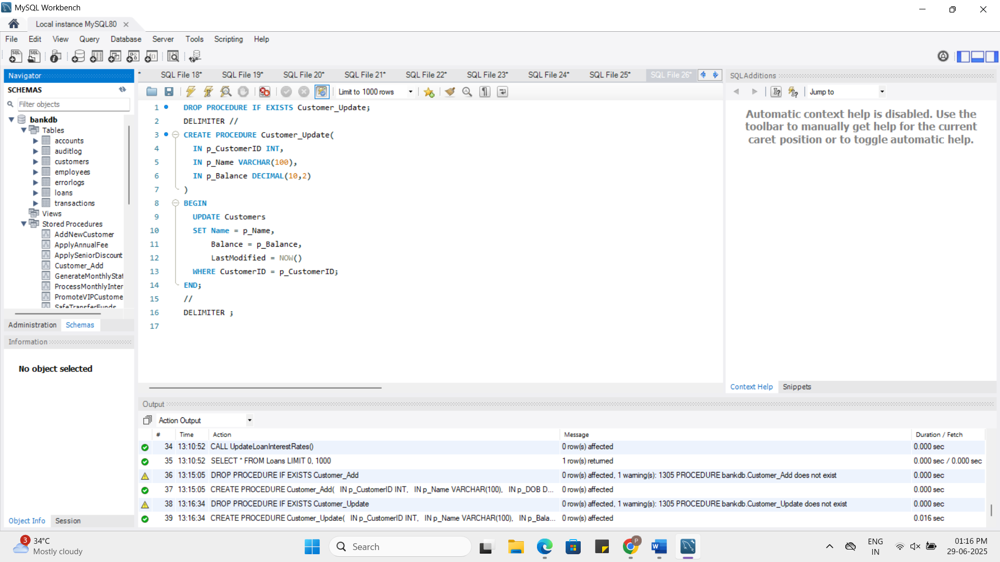 MySQL Workbench
Local instance MySQL80
File Edit View Query Database Server Tools Scripting Help
Navigator
SCHEMAS
Filter objects
bankdb
Tables
accounts
auditlog
customers
employees
errorlogs
loans
transactions
Views
Stored Procedures
AddNewCustomer
ApplyAnnualFee
ApplySeniorDiscount
Customer_Add
GenerateMonthlyStat
ProcessMonthlyInter
PromoteVIPCustome
SafeTransferFunds
Administration Schemas
Information
No object selected
Object Info Session
* SQL File 18* SQL File 19* SQL File 20* SQL File 21* SQL File 22* SQL File 23* SQL File 24* SQL File 25* SQL File 26*
Limit to 1000 rows
1 DROP PROCEDURE IF EXISTS Customer_Update;
2 DELIMITER //
3 CREATE PROCEDURE Customer_Update(
4 IN p_CustomerID INT,
5 IN p_Name VARCHAR(100),
6 IN p_Balance DECIMAL(10,2)
7 )
8 BEGIN
9 UPDATE Customers
10 SET Name = p_Name,
11 Balance = p_Balance,
12 LastModified = NOW()
13 WHERE CustomerID = p_CustomerID;
14 END;
15 //
16 DELIMITER ;
17
SQLAdditions
Jump to
Automatic context help is disabled. Use the
toolbar to manually get help for the current
caret position or to toggle automatic help.
Context Help Snippets
Output
Action Output
# Time Action Message Duration / Fetch
34 13:10:52 CALL UpdateLoanInterestRates() 0 row(s) affected 0.000 sec
35 13:10:52 SELECT * FROM Loans LIMIT 0, 1000 1 row(s) returned 0.000 sec / 0.000 sec
36 13:15:05 DROP PROCEDURE IF EXISTS Customer_Add 0 row(s) affected, 1 warning(s): 1305 PROCEDURE bankdb.Customer_Add does not exist 0.000 sec
37 13:15:05 CREATE PROCEDURE Customer_Add( IN p_CustomerID INT, IN p_Name VARCHAR(100), IN p_DOB D... 0 row(s) affected 0.000 sec
38 13:16:34 DROP PROCEDURE IF EXISTS Customer_Update 0 row(s) affected, 1 warning(s): 1305 PROCEDURE bankdb.Customer_Update does not exist 0.000 sec
39 13:16:34 CREATE PROCEDURE Customer_Update( IN p_CustomerID INT, IN p_Name VARCHAR(100), IN p_Bala... 0 row(s) affected 0.016 sec
3
34°C
Mostly cloudy
Search
P
ENG
IN
01:16 PM
29-06-2025